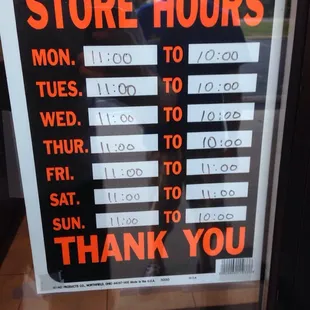 STORE HOURS
MON. 11:00 TO 10:00
TUES. 11:00 TO 10:00
WED. 11:00 TO 10:00
THUR. 11:00 TO 10:00
FRI. 11:00 TO 11:00
SAT. 11:00 TO 11:00
SUN. 11:00 TO 10:00
THANK YOU